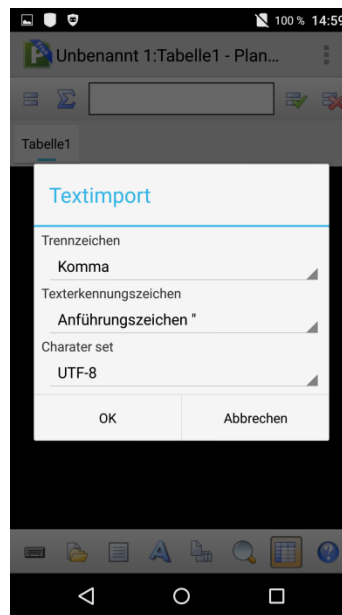 100 % 14:59
Unbenannt 1:Tabelle1 - Plan...
Tabelle1
Textimport
Trennzeichen
Komma
Texterkennungszeichen
Anführungszeichen "
Charater set
UTF-8
OK Abbrechen